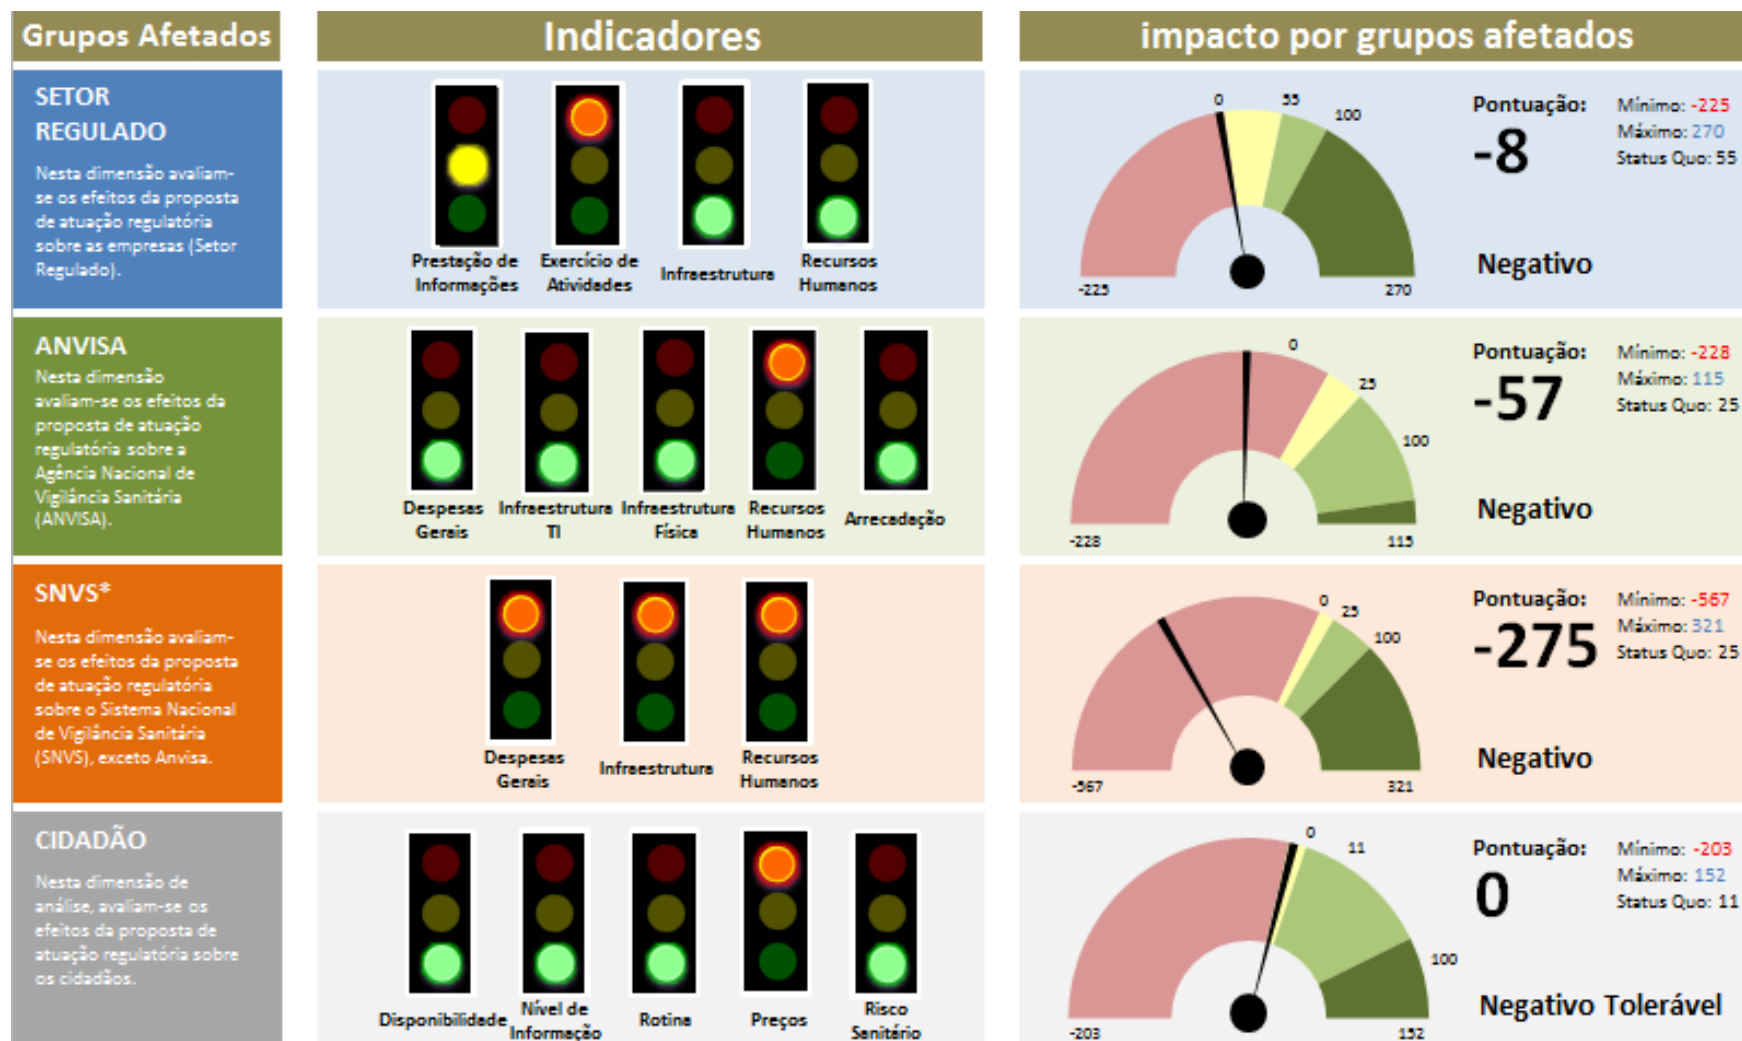 Grupos Afetados
Indicadores
impacto por grupos afetados
SETOR
REGULADO
Nesta dimensão avaliam-
se os efeitos da proposta
de atuação regulatória
sobre as empresas (Setor
Regulado).
Prestação de
Informações
Exercício de
Atividades
Infraestrutura
Recursos
Humanos
0
55
100
-225
270
Pontuação:
-8
Mínimo: -225
Máximo: 270
Status Quo: 55
Negativo
ANVISA
Nesta dimensão
avaliam-se os efeitos da
proposta de atuação
regulatória sobre a
Agência Nacional de
Vigilância Sanitária
(ANVISA).
Despesas
Gerais
Infraestrutura
TI
Infraestrutura
Física
Recursos
Humanos
Arrecadação
0
25
100
-228
115
Pontuação:
-57
Mínimo: -228
Máximo: 115
Status Quo: 25
Negativo
SNVS*
Nesta dimensão avaliam-
se os efeitos da proposta
de atuação regulatória
sobre o Sistema Nacional
de Vigilância Sanitária
(SNVS), exceto Anvisa.
Despesas
Gerais
Infraestrutura
Recursos
Humanos
0
25
100
-567
321
Pontuação:
-275
Mínimo: -567
Máximo: 321
Status Quo: 25
Negativo
CIDADÃO
Nesta dimensão de
análise, avaliam-se os
efeitos da proposta de
atuação regulatória sobre
os cidadãos.
Disponibilidade
Nível de
Informação
Rotina
Preços
Risco
Sanitário
0
11
100
-203
152
Pontuação:
0
Mínimo: -203
Máximo: 152
Status Quo: 11
Negativo Tolerável